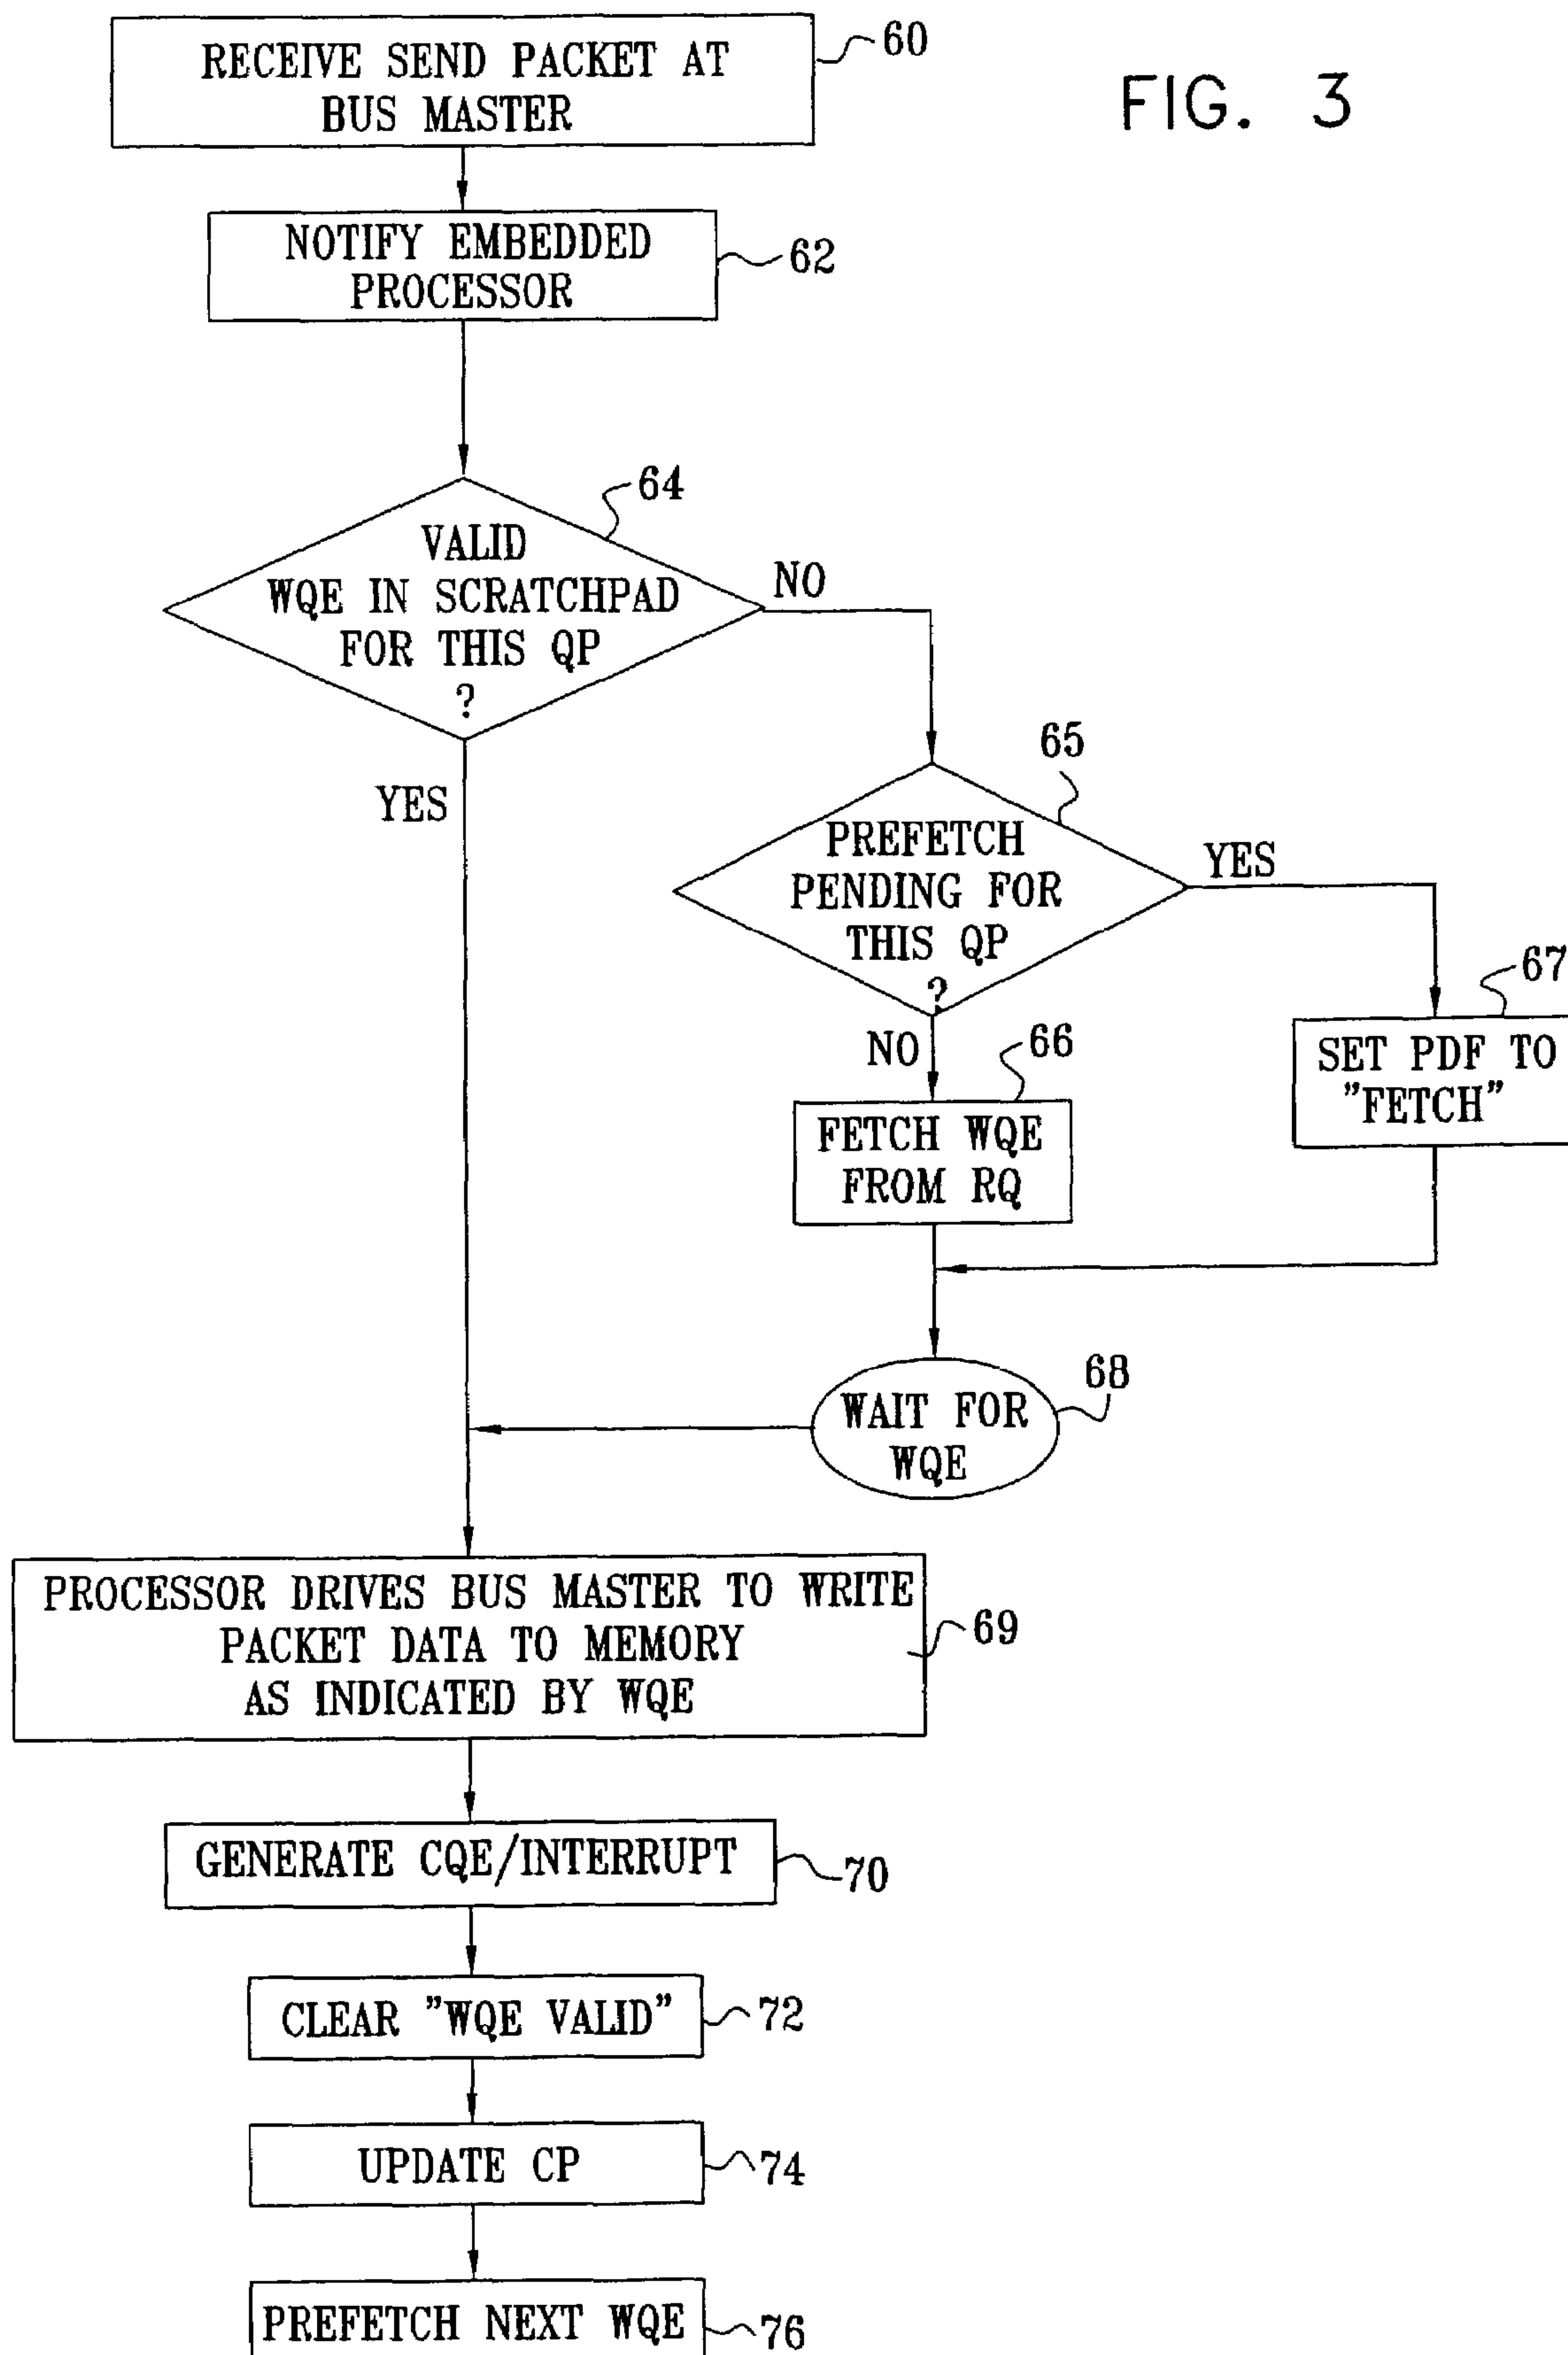 RECEIVE SEND PACKET AT
BUS MASTER
60
FIG. 3
NOTIFY EMBEDDED
PROCESSOR
62
64
VALID
WQE IN SCRATCHPAD
FOR THIS QP
?
NO
YES
65
PREFETCH
PENDING FOR
THIS QP
?
YES
67
SET PDF TO
"FETCH"
NO
66
FETCH WQE
FROM RQ
68
WAIT FOR
WQE
PROCESSOR DRIVES BUS MASTER TO WRITE
PACKET DATA TO MEMORY
AS INDICATED BY WQE
69
GENERATE CQE/INTERRUPT
70
CLEAR "WQE VALID"
72
UPDATE CP
74
PREFETCH NEXT WQE
76